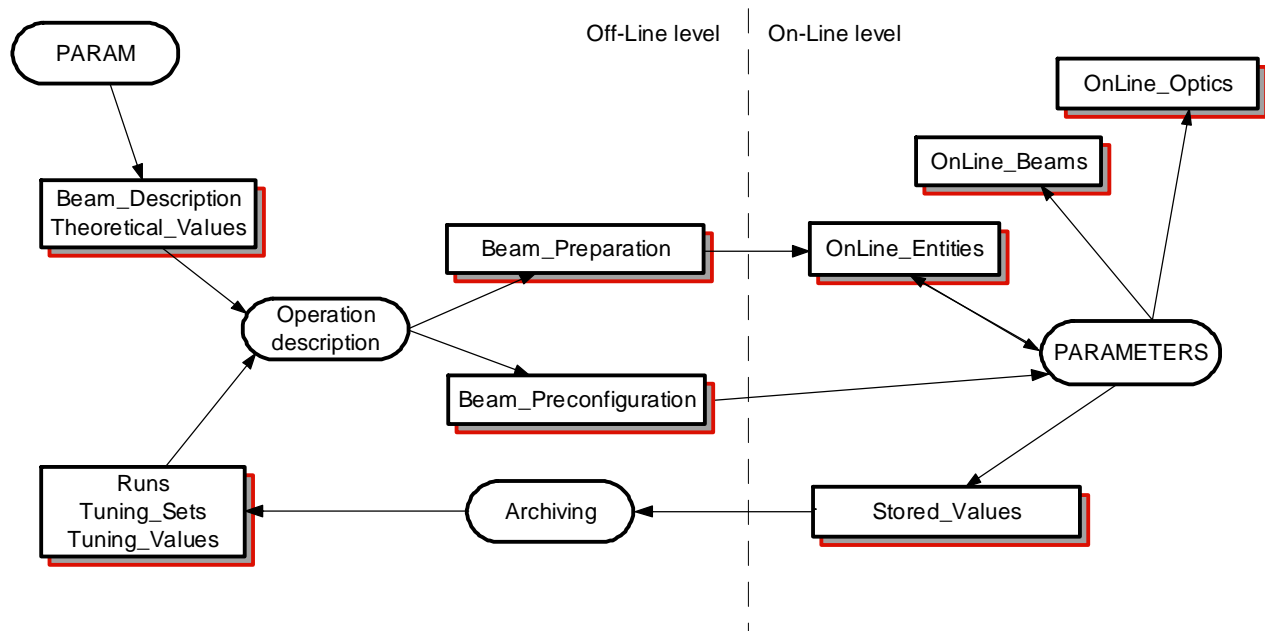 Off-Line level
On-Line level
PARAM
OnLine_Optics
OnLine_Beams
Beam_Description
Theoretical_Values
Beam_Preparation
OnLine_Entities
Operation
description
PARAMETERS
Beam_Preconfiguration
Runs
Tuning_Sets
Tuning_Values
Archiving
Stored_Values